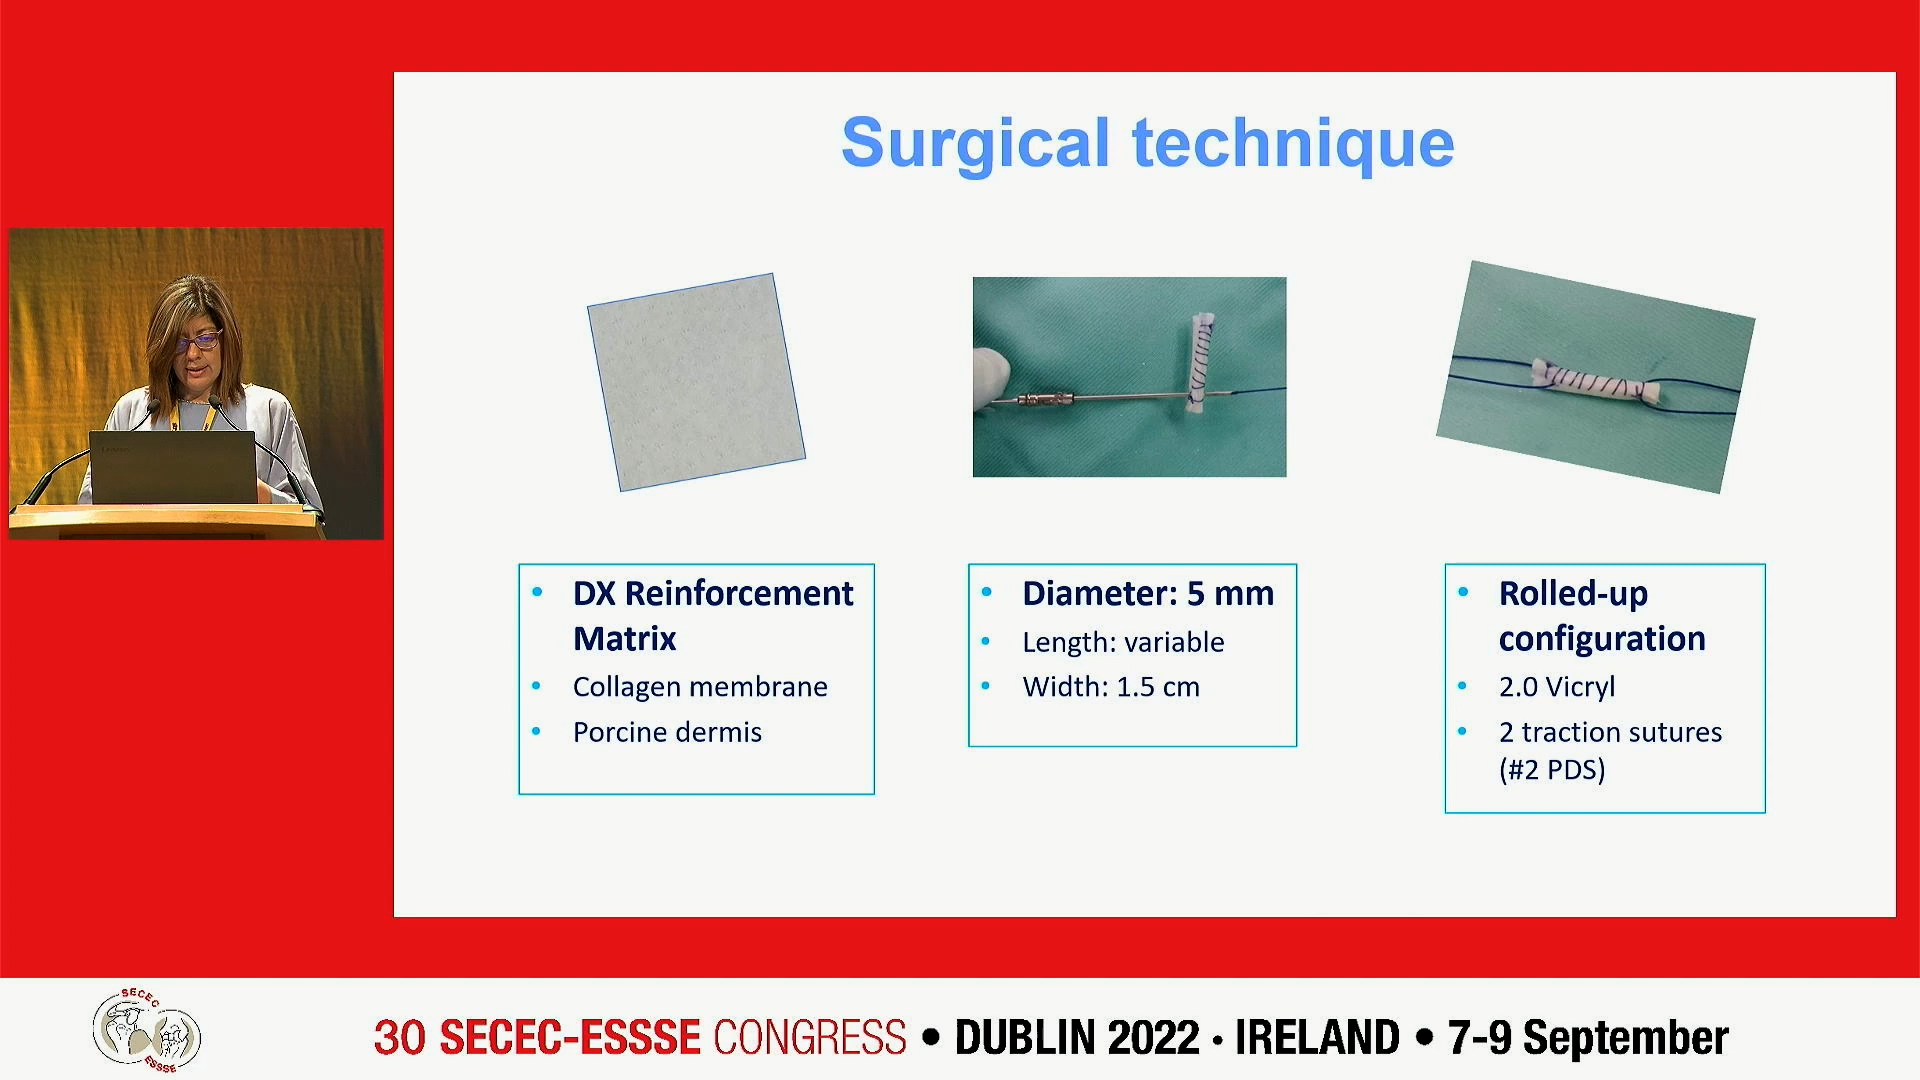 Surgical technique
• DX Reinforcement
Matrix
• Collagen membrane
• Porcine dermis
• Diameter: 5 mm
• Length: variable
• Width: 1.5 cm
• Rolled-up
configuration
• 2.0 Vicryl
• 2 traction sutures
(#2 PDS)
SECEC
ESSSE
30 SECEC-ESSSE CONGRESS • DUBLIN 2022 • IRELAND • 7-9 September